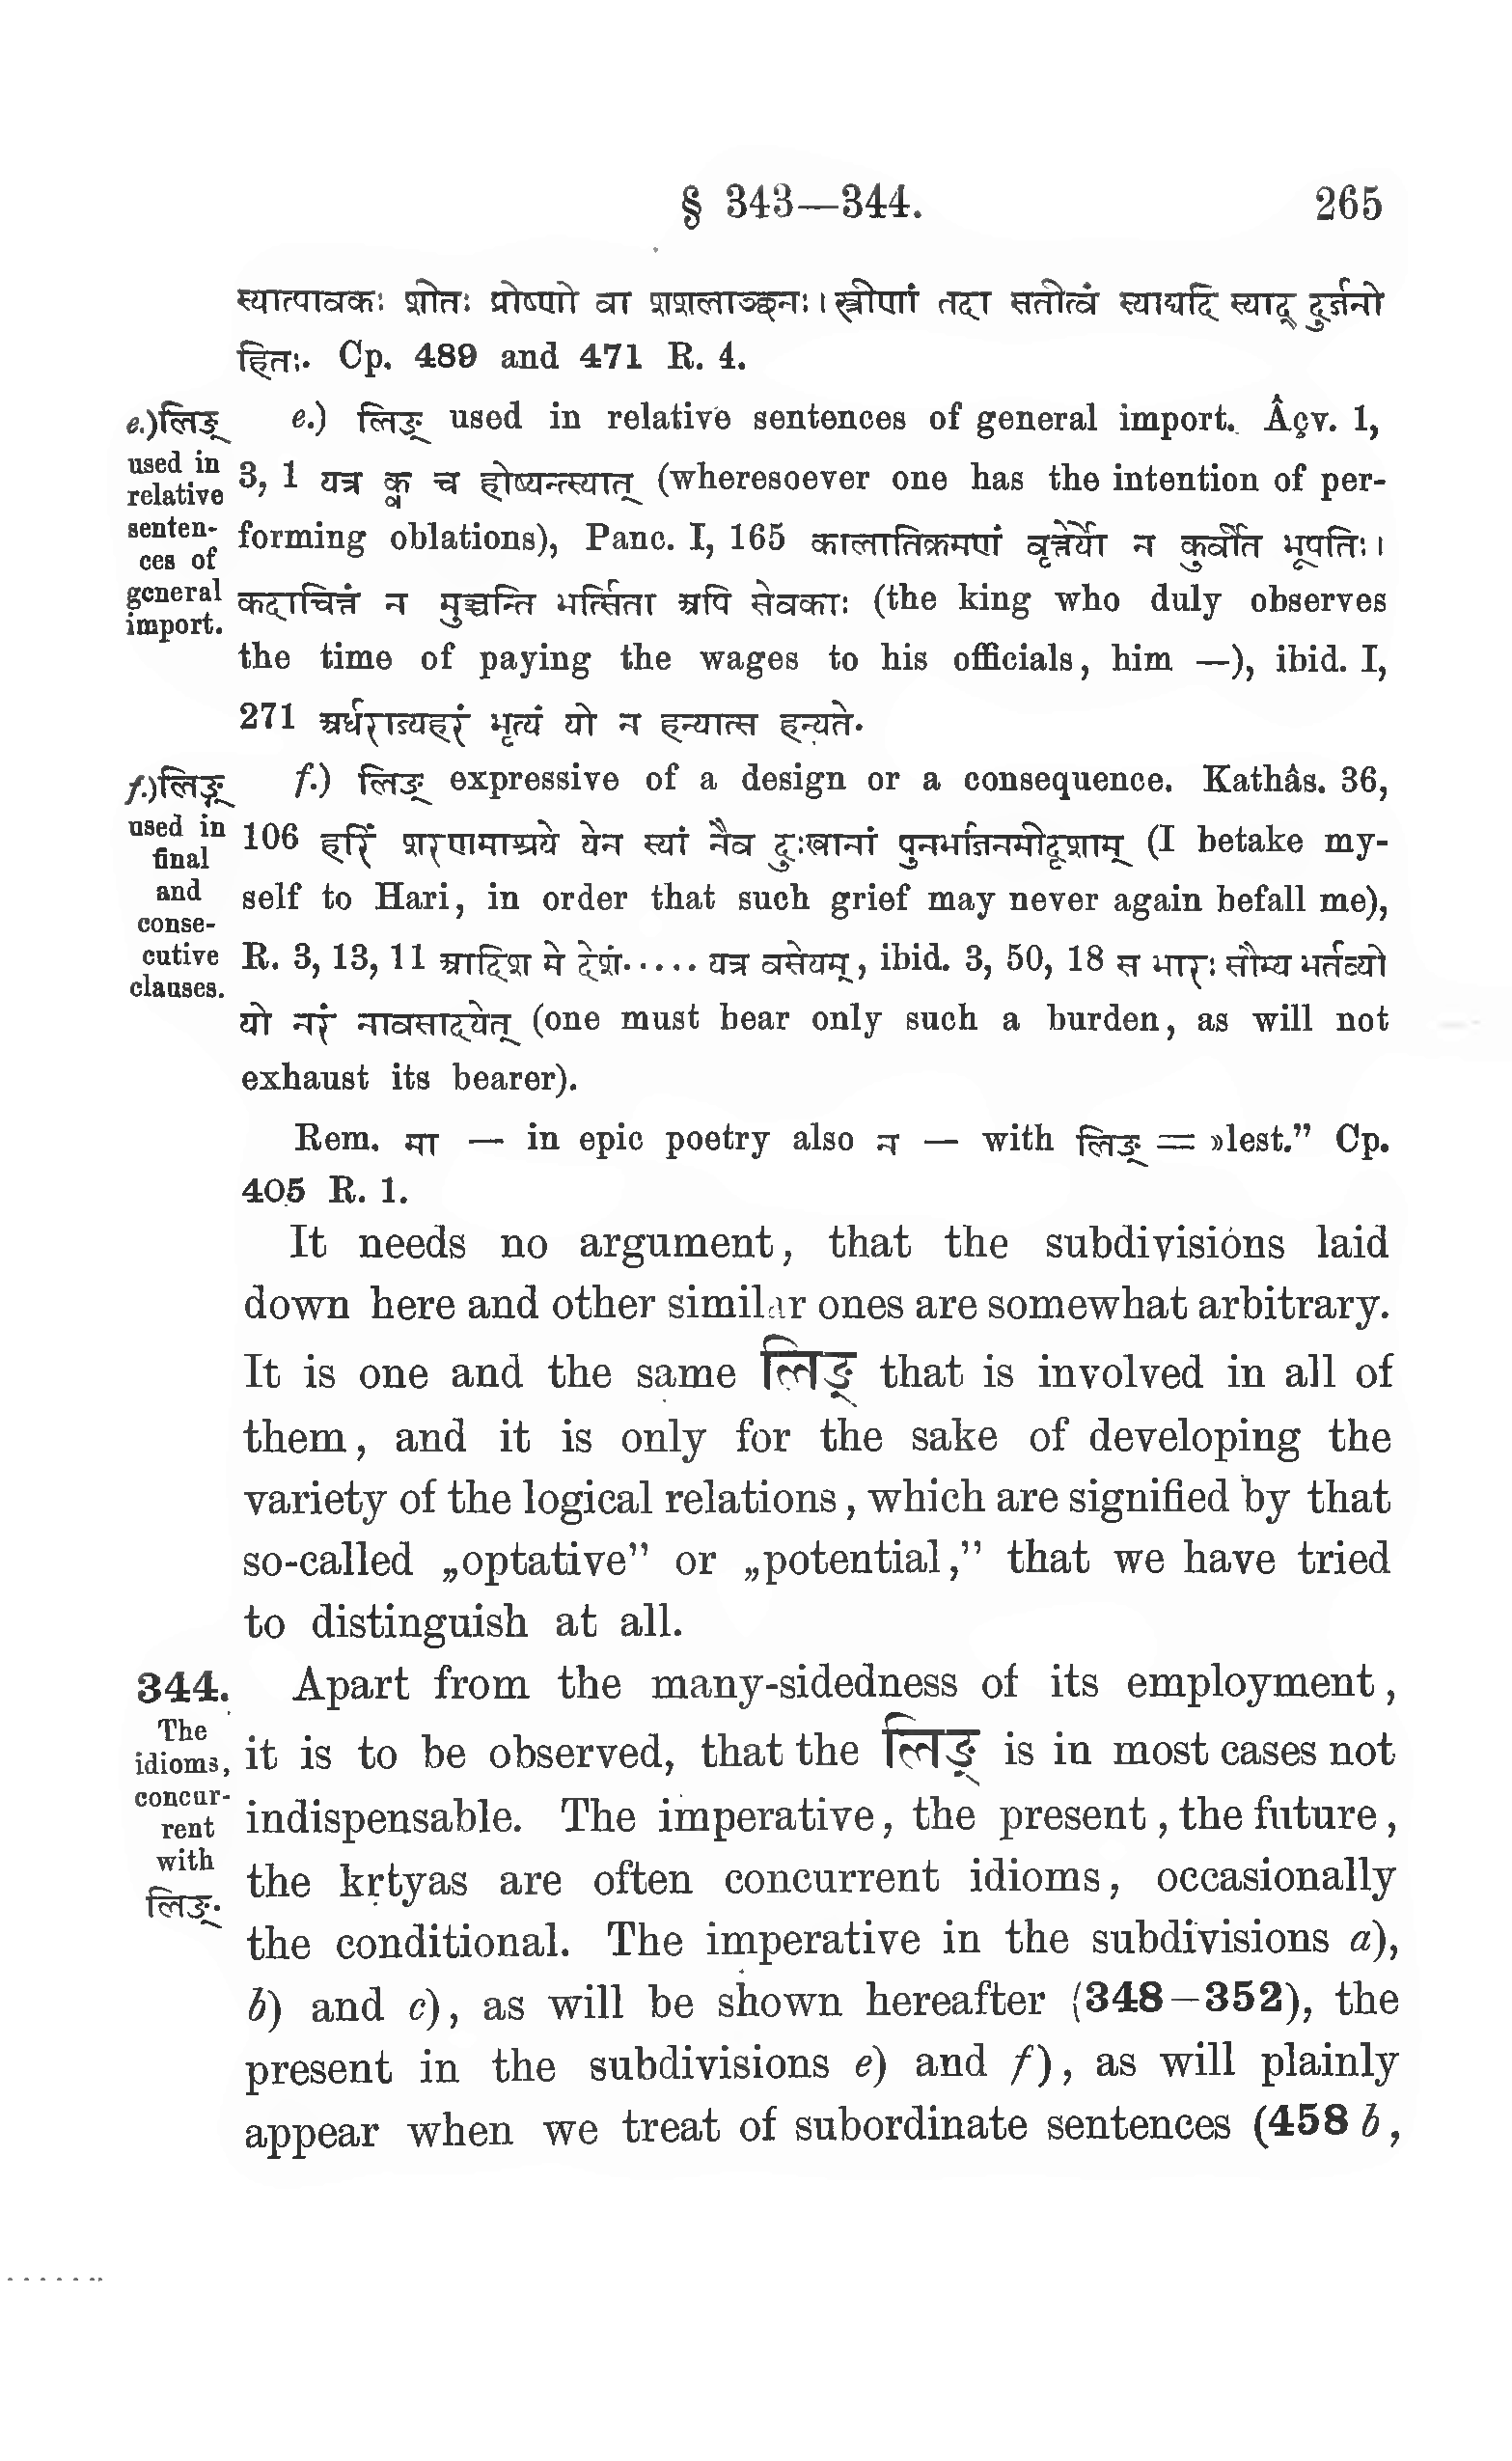 § 343—344. 265
स्यात्पावकः शीतः प्रोष्णो वा शशलाञ्छनः । स्त्रीणां तदा सतीत्वं स्याद्यदि स्याद् दुर्जनो
हितः. Cp. 489 and 471 R. 4.
e.) लिङ्
used in
relative
senten-
ces of
general
import.
e.) लिङ् used in relative sentences of general import. Âçv. 1,
3, 1 यत्र क्व च होष्यन्त्स्यात् (wheresoever one has the intention of per-
forming oblations), Panc. I, 165 कालातिक्रमणं वृत्तेर्यो न कुर्वीत भूपतिः ।
कदाचित्तं न मुञ्चन्ति भर्त्सिता अपि सेवकाः (the king who duly observes
the time of paying the wages to his officials, him —), ibid. I,
271 अर्धराज्यहरं भृत्यं यो न हन्यात्स हन्यते.
f.) लिङ्
used in
final
and
conse-
cutive
clauses.
f.) लिङ् expressive of a design or a consequence. Kathâs. 36,
106 हरिं शरणमाश्रये येन स्यां नैव दुःखानां पुनर्भाजनमीदृशाम् (I betake my-
self to Hari, in order that such grief may never again befall me),
R. 3, 13, 11 आदिश मे देशं..... यत्र वसेयम्, ibid. 3, 50, 18 स भारः सौम्य भर्तव्यो
यो नरं नावसादयेत् (one must bear only such a burden, as will not
exhaust its bearer).
Rem. मा — in epic poetry also न — with लिङ् = »lest.” Cp.
405 R. 1.
It needs no argument, that the subdivisions laid
down here and other similar ones are somewhat arbitrary.
It is one and the same लिङ् that is involved in all of
them, and it is only for the sake of developing the
variety of the logical relations, which are signified by that
so-called „optative” or „potential,” that we have tried
to distinguish at all.
344.
The
idioms,
concur-
rent
with
लिङ्.
Apart from the many-sidedness of its employment,
it is to be observed, that the लिङ् is in most cases not
indispensable. The imperative, the present, the future,
the kṛtyas are often concurrent idioms, occasionally
the conditional. The imperative in the subdivisions a),
b) and c), as will be shown hereafter (348–352), the
present in the subdivisions e) and f), as will plainly
appear when we treat of subordinate sentences (458 b,